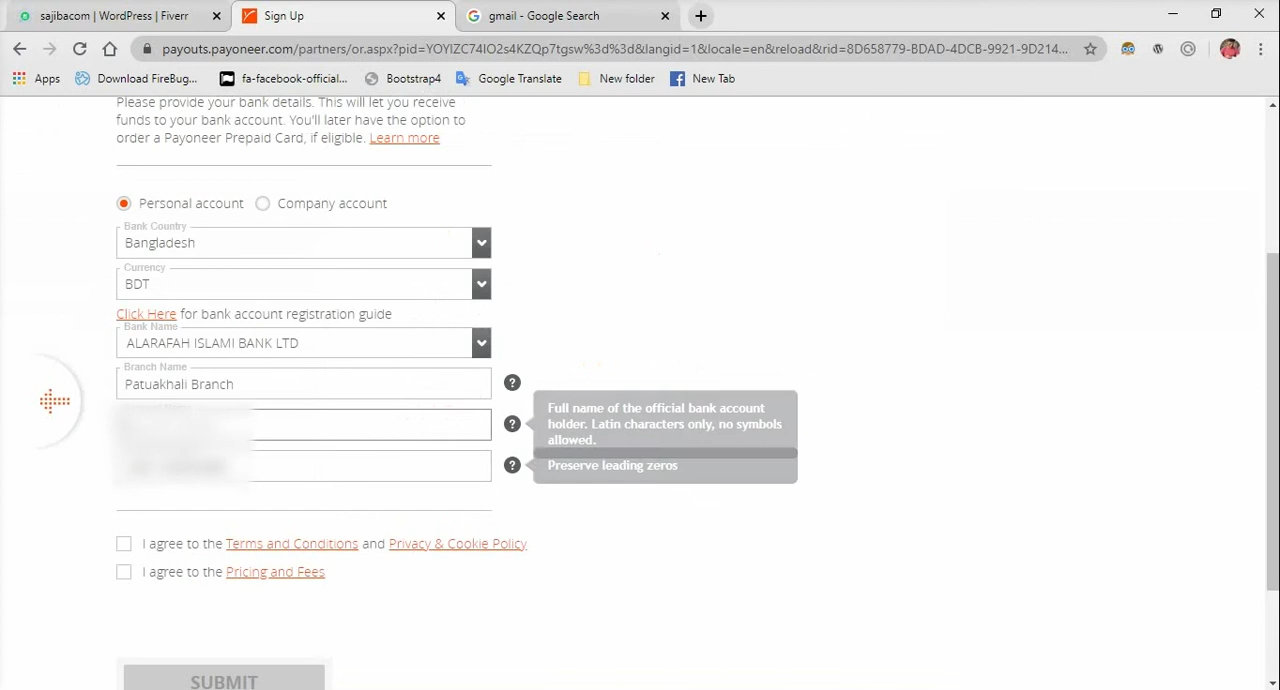 sajibacom | WordPress | Fiverr
Sign Up
gmail - Google Search
payouts.payoneer.com/partners/or.aspx?pid=YOYIZC74IO2s4KZQp7tgsw%3d%3d&langid=1&locale=en&reload&rid=8D658779-BDAD-4DCB-9921-9D214...
Apps
Download FireBug...
fa-facebook-official...
Bootstrap4
Google Translate
New folder
New Tab
Please provide your bank details. This will let you receive
funds to your bank account. You'll later have the option to
order a Payoneer Prepaid Card, if eligible. Learn more
Personal account
Company account
Bank Country
Bangladesh
Currency
BDT
Click Here for bank account registration guide
Bank Name
ALARAFAH ISLAMI BANK LTD
Branch Name
Patuakhali Branch
?
Full name of the official bank account
holder. Latin characters only, no symbols
allowed.
?
Preserve leading zeros
?
I agree to the Terms and Conditions and Privacy & Cookie Policy
I agree to the Pricing and Fees
SUBMIT